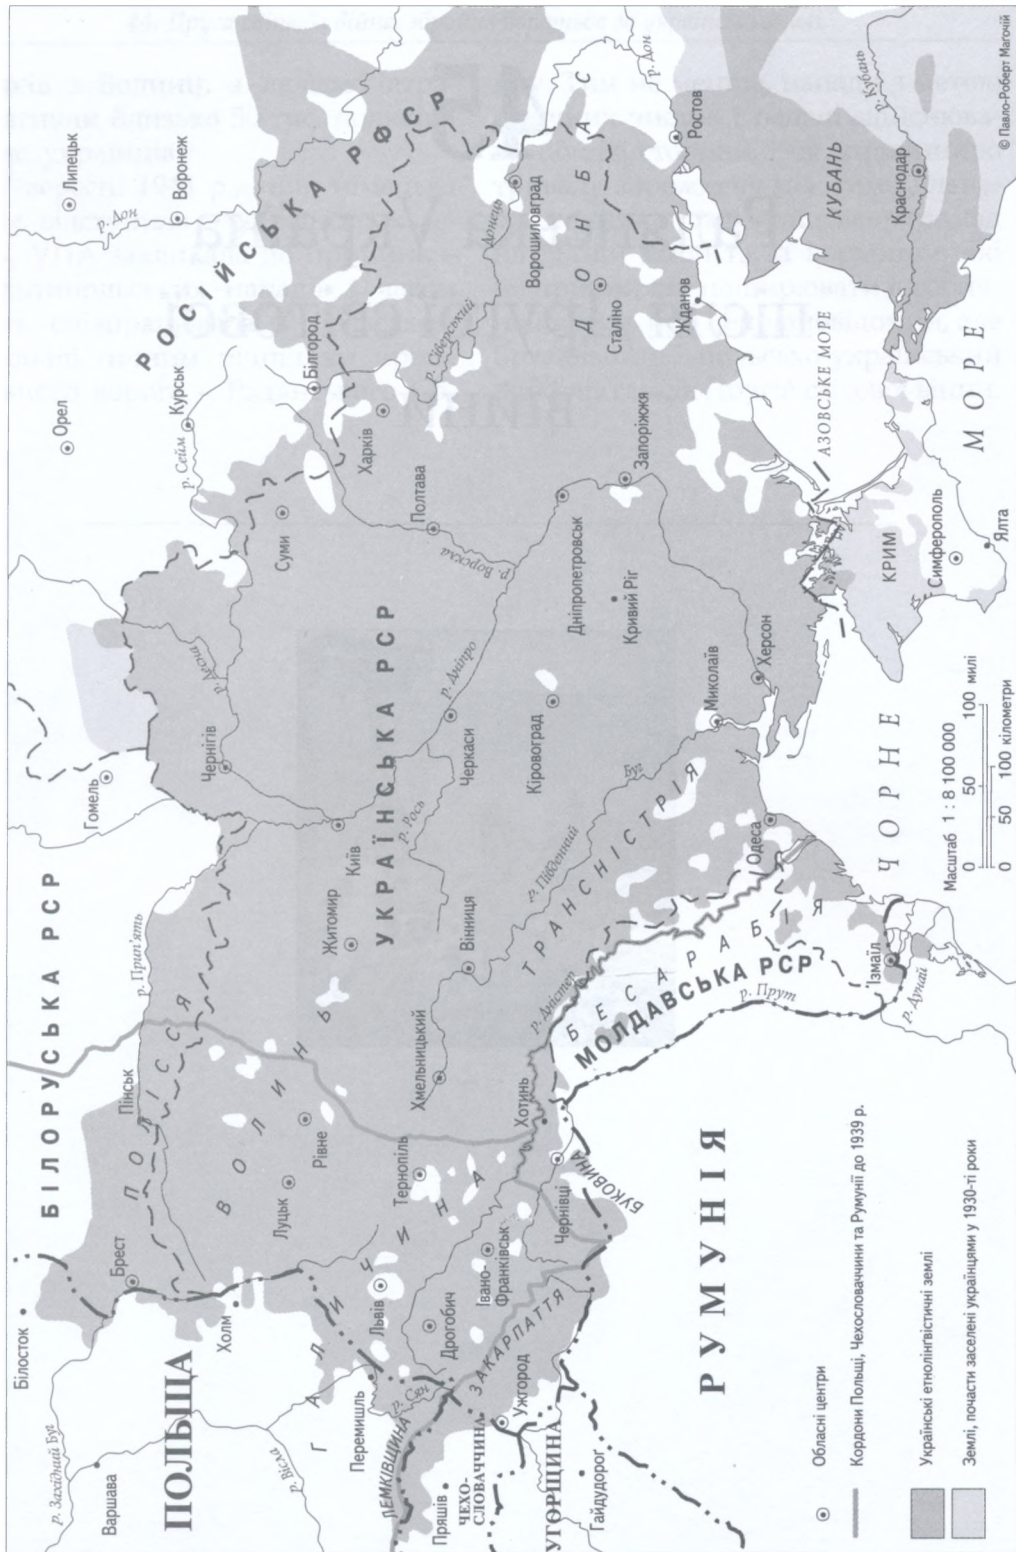 БІЛОРУСЬКА РСР
ПОЛЬЩА
РОСІЙСЬКА РФСР
УКРАЇНСЬКА РСР
МОЛДАВСЬКА РСР
РУМУНІЯ
УГОРЩИНА
ЧЕХО-
СЛОВАЧЧИНА
ПОЛІССЯ
ВОЛИНЬ
ГАЛИЧИНА
ЛЕМКІВЩИНА
ЗАКАРПАТТЯ
БУКОВИНА
БЕСАРАБІЯ
ТРАНСНІСТРІЯ
ДОНБАС
КУБАНЬ
КРИМ
АЗОВСЬКЕ МОРЕ
ЧОРНЕ МОРЕ
Білосток
Варшава
Брест
Пінськ
Гомель
Орел
Курськ
Липецьк
Воронеж
Білгород
Холм
Луцьк
Рівне
Житомир
Київ
Чернігів
Суми
Харків
Полтава
Перемишль
Львів
Дрогобич
Івано-
Франківськ
Тернопіль
Хмельницький
Вінниця
Черкаси
Кіровоград
Дніпропетровськ
Кривий Ріг
Запоріжжя
Сталіно
Ворошиловград
Жданов
Ростов
Краснодар
Пряшів
Ужгород
Гайдудорог
Чернівці
Хотинь
Одеса
Миколаїв
Херсон
Ізмаїл
Симферополь
Ялта
р. Західний Буг
р. Вісла
р. Сян
р. Прип'ять
р. Десна
р. Сейм
р. Дон
р. Дон
р. Сіверський Донець
р. Ворскла
р. Дніпро
р. Рось
р. Південний Буг
р. Дністер
р. Прут
р. Дунай
р. Кубань
Обласні центри
Кордони Польщі, Чехословаччини та Румунії до 1939 р.
Українські етнолінгвістичні землі
Землі, почасти заселені українцями у 1930-ті роки
Масштаб 1 : 8 100 000
0 50 100 милі
0 50 100 кілометри
© Павло-Роберт Маґочій